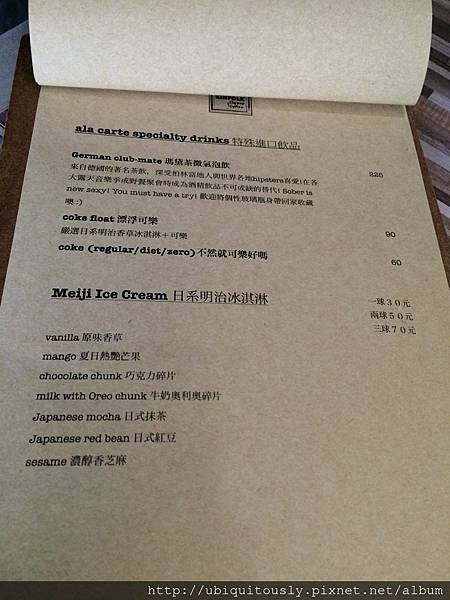 KINFOLK
ala carte specialty drinks 特殊進口飲品
German club-mate 瑪黛茶微氣泡飲 225
來自德國的著名茶飲, 深受柏林當地人與世界各地hipsters喜愛!在各
大露天音樂季或野餐聚會時成為酒精飲品不可或缺的替代! Sober is
new sexy! You must have a try! 歡迎將個性玻璃瓶身帶回家收藏
噢:)
coke float 漂浮可樂 90
嚴選日系明治香草冰淇淋＋可樂
coke (regular/diet/zero)不然就可樂好嗎 60
Meiji Ice Cream 日系明治冰淇淋 一球３０元
兩球５０元
三球７０元
vanilla 原味香草
mango 夏日熱艷芒果
chocolate chunk 巧克力碎片
milk with Oreo chunk 牛奶奧利奧碎片
Japanese mocha 日式抹茶
Japanese red bean 日式紅豆
sesame 濃醇香芝麻
http://ubiquitously.pixnet.net/album